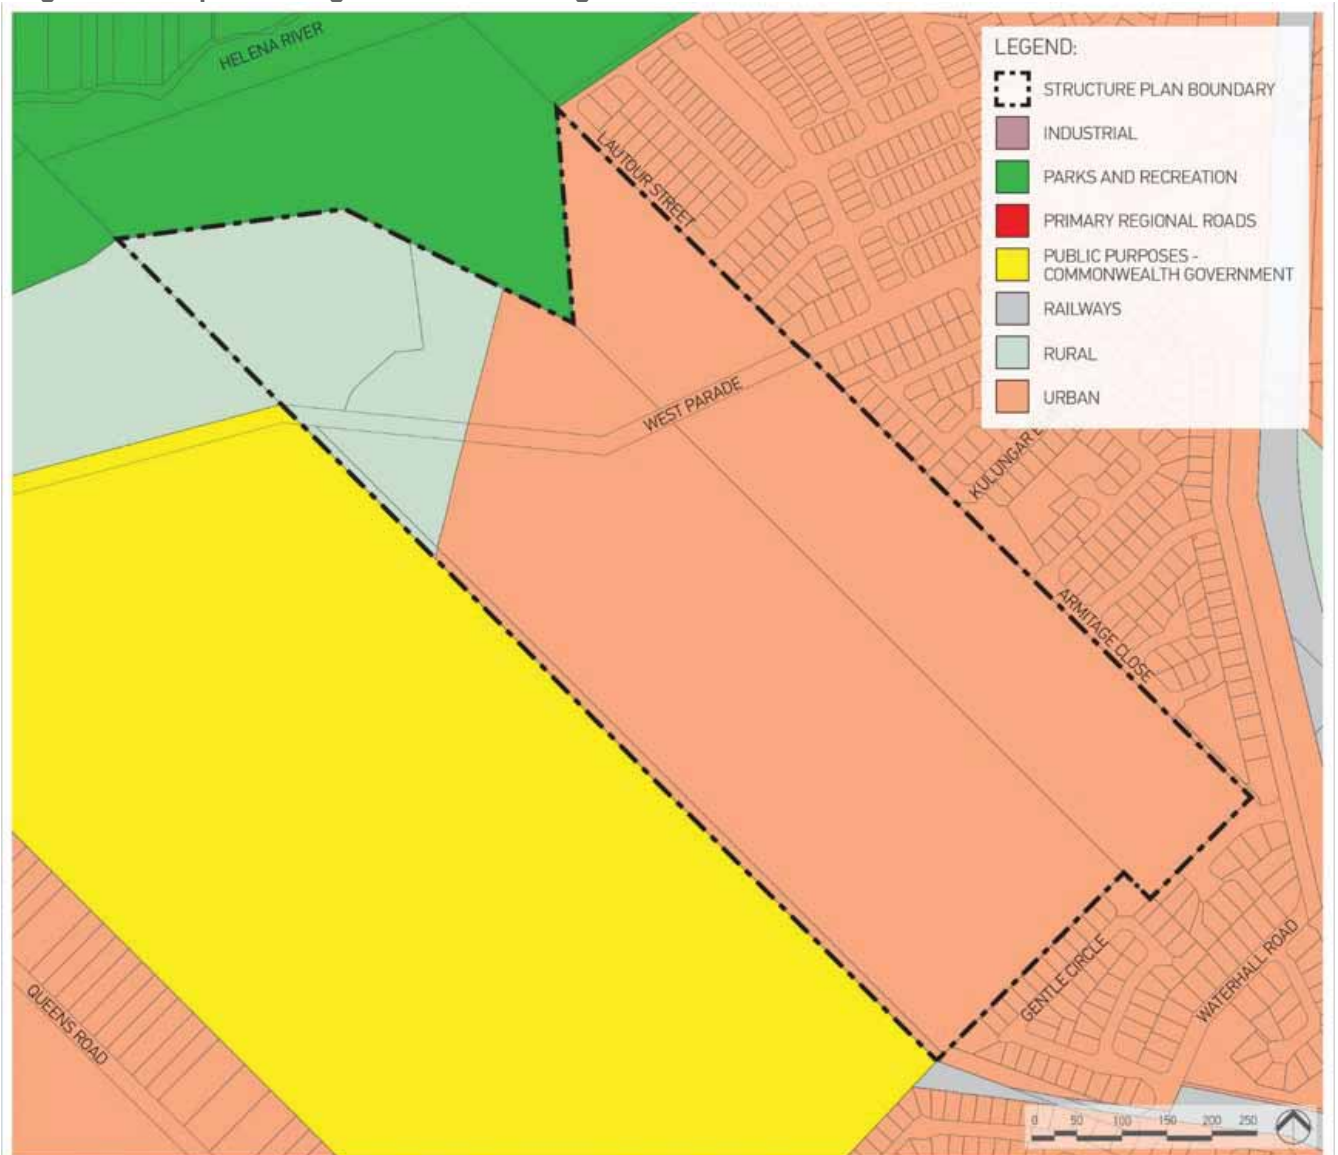 HELENA RIVER
LAUTOUR STREET
WEST PARADE
KULUNGAR
ARMITAGE CLOSE
GENTLE CIRCLE
WATERHALL ROAD
QUEENS ROAD
LEGEND:
STRUCTURE PLAN BOUNDARY
INDUSTRIAL
PARKS AND RECREATION
PRIMARY REGIONAL ROADS
PUBLIC PURPOSES -
COMMONWEALTH GOVERNMENT
RAILWAYS
RURAL
URBAN
0 50 100 150 200 250